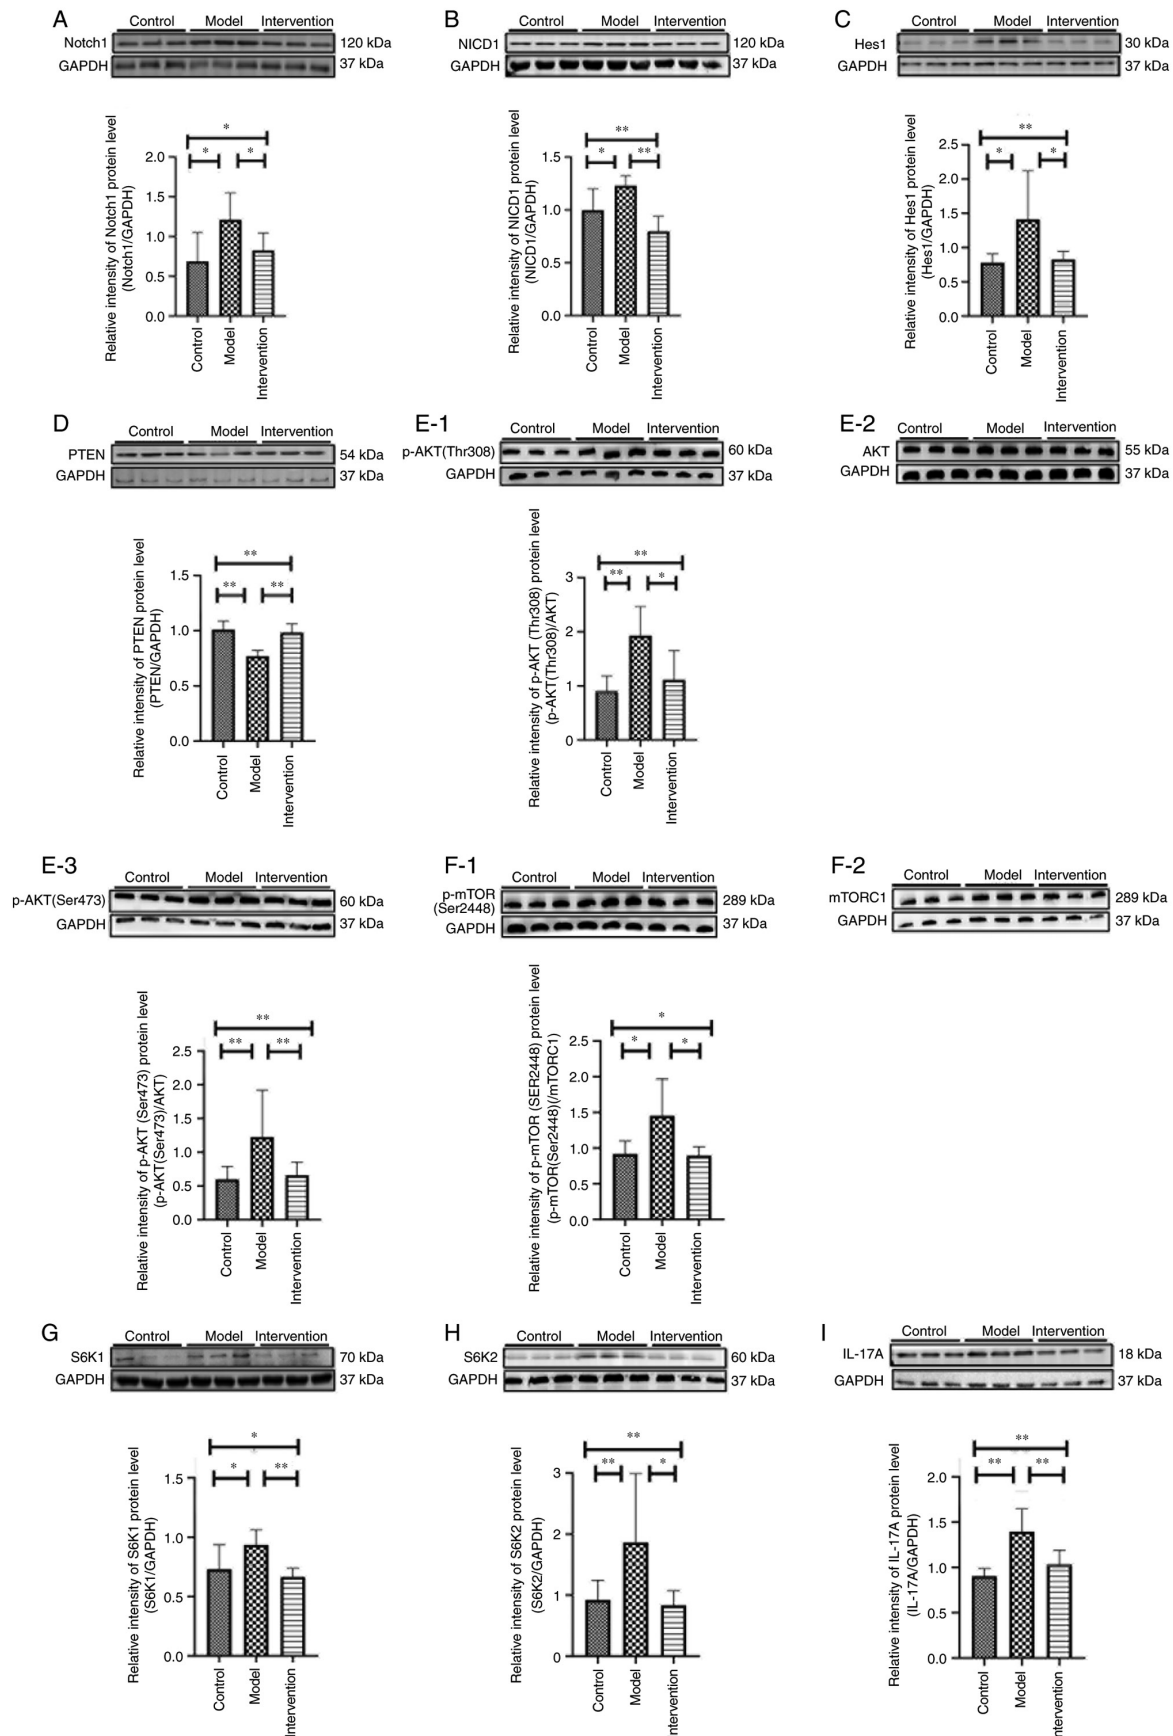 A
Control Model Intervention
Notch1 120 kDa
GAPDH 37 kDa
Relative intensity of Notch1 protein level
(Notch1/GAPDH)
*
* *
2.0
1.5
1.0
0.5
0.0
Control
Model
Intervention
B
Control Model Intervention
NICD1 120 kDa
GAPDH 37 kDa
Relative intensity of NICD1 protein level
(NICD1/GAPDH)
**
* **
1.5
1.0
0.5
0.0
Control
Model
Intervention
C
Control Model Intervention
Hes1 30 kDa
GAPDH 37 kDa
Relative intensity of Hes1 protein level
(Hes1/GAPDH)
**
* *
2.5
2.0
1.5
1.0
0.5
0.0
Control
Model
Intervention
D
Control Model Intervention
PTEN 54 kDa
GAPDH 37 kDa
Relative intensity of PTEN protein level
(PTEN/GAPDH)
**
** **
1.5
1.0
0.5
0.0
Control
Model
Intervention
E-1
Control Model Intervention
p-AKT(Thr308) 60 kDa
GAPDH 37 kDa
Relative intensity of p-AKT (Thr308) protein level
(p-AKT(Thr308)/AKT)
**
** *
3
2
1
0
Control
Model
Intervention
E-2
Control Model Intervention
AKT 55 kDa
GAPDH 37 kDa
E-3
Control Model Intervention
p-AKT(Ser473) 60 kDa
GAPDH 37 kDa
Relative intensity of p-AKT (Ser473) protein level
(p-AKT(Ser473)/AKT)
**
** **
2.5
2.0
1.5
1.0
0.5
0.0
Control
Model
Intervention
F-1
Control Model Intervention
p-mTOR
(Ser2448) 289 kDa
GAPDH 37 kDa
Relative intensity of p-mTOR (SER2448) protein level
(p-mTOR(Ser2448)(/mTORC1)
*
* *
2.5
2.0
1.5
1.0
0.5
0.0
Control
Model
Intervention
F-2
Control Model Intervention
mTORC1 289 kDa
GAPDH 37 kDa
G
Control Model Intervention
S6K1 70 kDa
GAPDH 37 kDa
Relative intensity of S6K1 protein level
(S6K1/GAPDH)
*
* **
1.5
1.0
0.5
0.0
Control
Model
Intervention
H
Control Model Intervention
S6K2 60 kDa
GAPDH 37 kDa
Relative intensity of S6K2 protein level
(S6K2/GAPDH)
**
** *
3
2
1
0
Control
Model
Intervention
I
Control Model Intervention
IL-17A 18 kDa
GAPDH 37 kDa
Relative intensity of IL-17A protein level
(IL-17A/GAPDH)
**
** **
2.0
1.5
1.0
0.5
0.0
Control
Model
Intervention